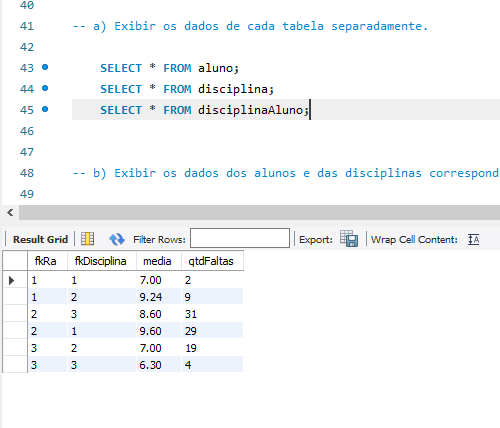 40
41 -- a) Exibir os dados de cada tabela separadamente.
42
43 SELECT * FROM aluno;
44 SELECT * FROM disciplina;
45 SELECT * FROM disciplinaAluno;
46
47
48 -- b) Exibir os dados dos alunos e das disciplinas correspond
49
Result Grid Filter Rows: Export: Wrap Cell Content: IA
fkRa fkDisciplina media qtdFaltas
1 1 7.00 2
1 2 9.24 9
2 3 8.60 31
2 1 9.60 29
3 2 7.00 19
3 3 6.30 4